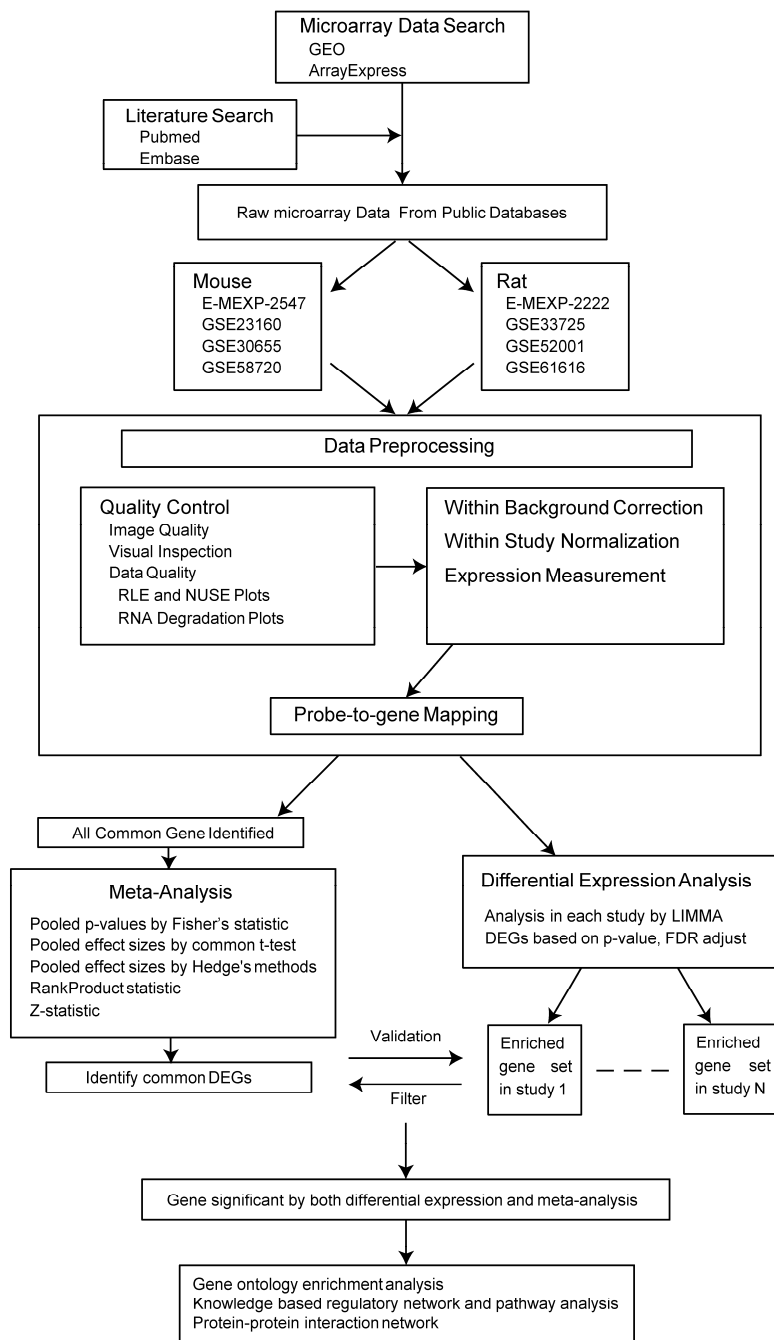 Microarray Data Search
GEO
ArrayExpress
Literature Search
Pubmed
Embase
Raw microarray Data From Public Databases
Mouse
E-MEXP-2547
GSE23160
GSE30655
GSE58720
Rat
E-MEXP-2222
GSE33725
GSE52001
GSE61616
Data Preprocessing
Quality Control
Image Quality
Visual Inspection
Data Quality
RLE and NUSE Plots
RNA Degradation Plots
Within Background Correction
Within Study Normalization
Expression Measurement
Probe-to-gene Mapping
All Common Gene Identified
Meta-Analysis
Pooled p-values by Fisher's statistic
Pooled effect sizes by common t-test
Pooled effect sizes by Hedge's methods
RankProduct statistic
Z-statistic
Identify common DEGs
Differential Expression Analysis
Analysis in each study by LIMMA
DEGs based on p-value, FDR adjust
Validation
Filter
Enriched
gene set
in study 1
Enriched
gene set
in study N
Gene significant by both differential expression and meta-analysis
Gene ontology enrichment analysis
Knowledge based regulatory network and pathway analysis
Protein-protein interaction network